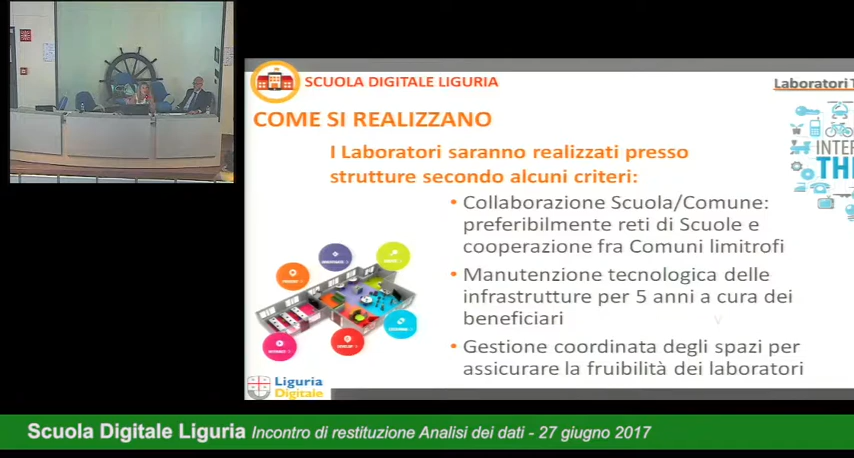 SCUOLA DIGITALE LIGURIA
Laboratori T
COME SI REALIZZANO
I Laboratori saranno realizzati presso
strutture secondo alcuni criteri:
INTER
TH
• Collaborazione Scuola/Comune:
preferibilmente reti di Scuole e
cooperazione fra Comuni limitrofi
• Manutenzione tecnologica delle
infrastrutture per 5 anni a cura dei
beneficiari
• Gestione coordinata degli spazi per
assicurare la fruibilità dei laboratori
Liguria
Digitale
Scuola Digitale Liguria Incontro di restituzione Analisi dei dati - 27 giugno 2017